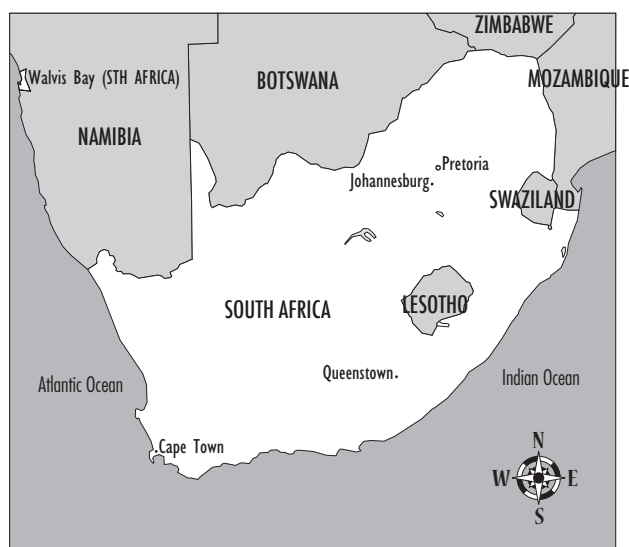 ZIMBABWE
Walvis Bay (STH AFRICA)
BOTSWANA
MOZAMBIQUE
NAMIBIA
Pretoria
Johannesburg
SWAZILAND
SOUTH AFRICA
LESOTHO
Queenstown
Atlantic Ocean
Indian Ocean
Cape Town
N
W
E
S